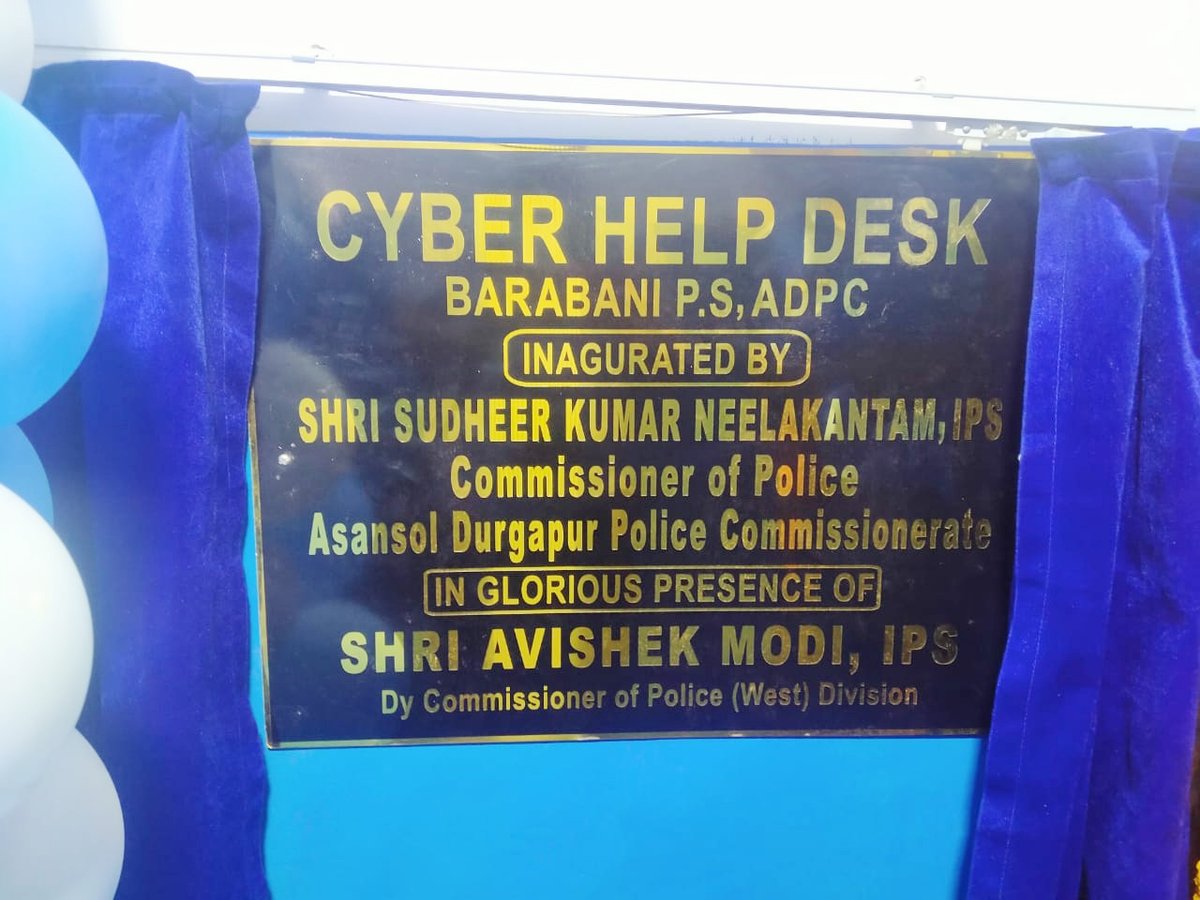 CYBER HELP DESK
BARABANI P.S, ADPC
INAGURATED BY
SHRI SUDHEER KUMAR NEELAKANTAM, IPS
Commissioner of Police
Asansol Durgapur Police Commissionerate
IN GLORIOUS PRESENCE OF
SHRI AVISHEK MODI, IPS
Dy Commissioner of Police (West) Division